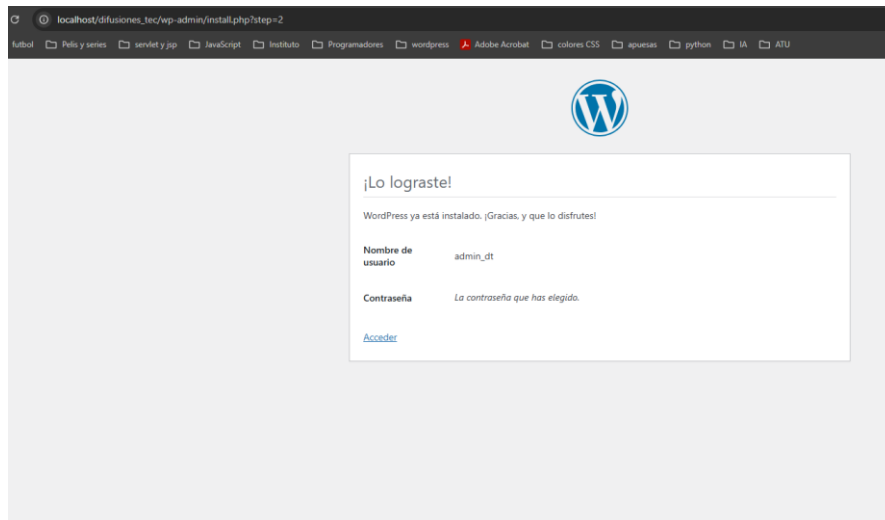 localhost/difusiones_tec/wp-admin/install.php?step=2
futbol Pelis y series servlet y jsp JavaScript Instituto Programadores wordpress Adobe Acrobat colores CSS apuesas python IA ATU
¡Lo lograste!
WordPress ya está instalado. ¡Gracias, y que lo disfrutes!
Nombre de
usuario
admin_dt
Contraseña La contraseña que has elegido.
Acceder